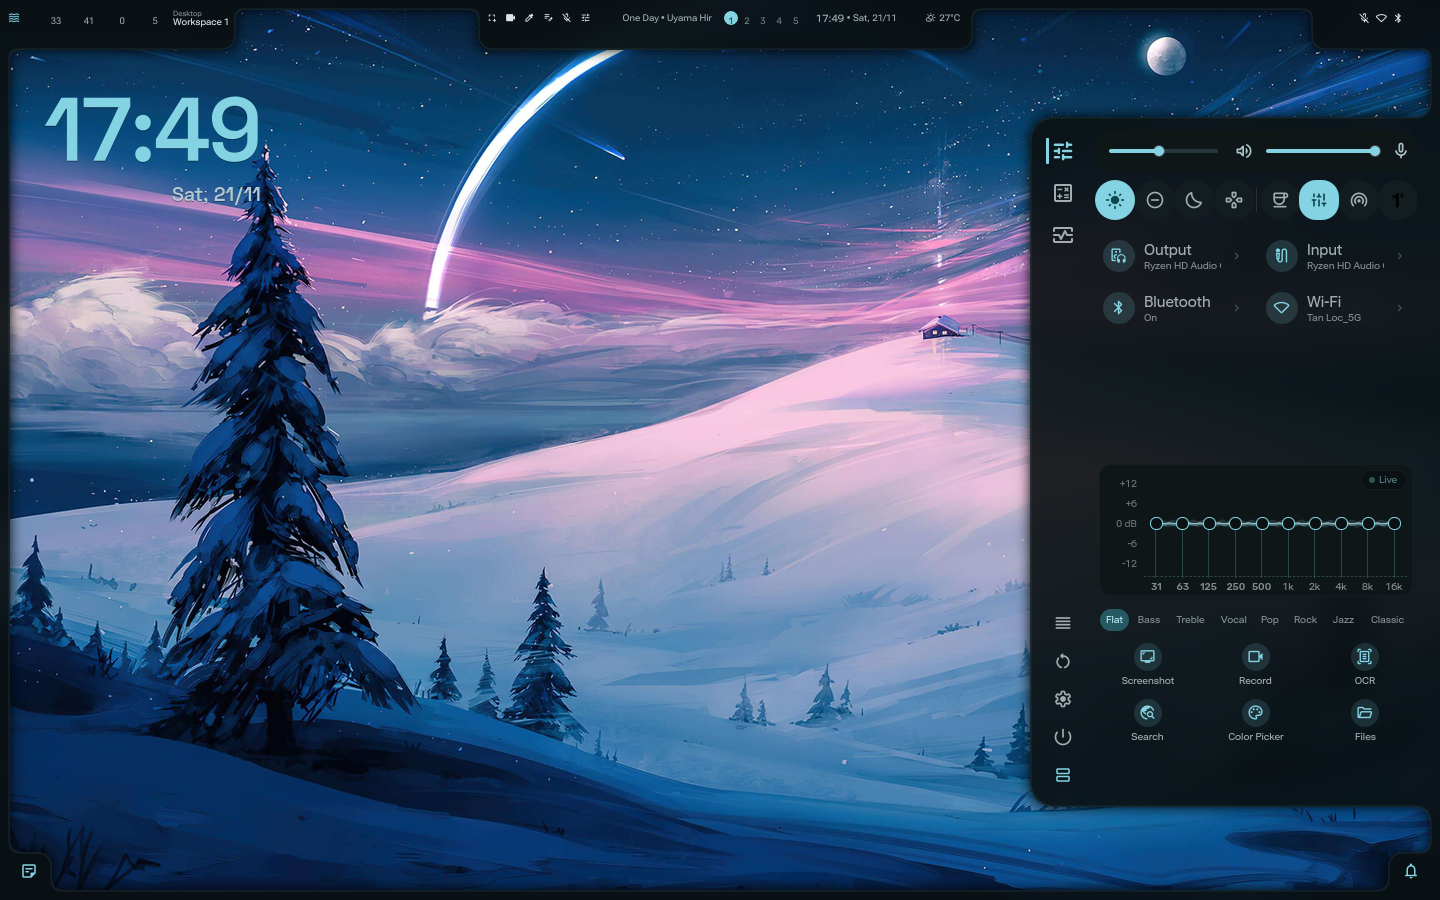 33 41 0 5
Desktop
Workspace 1
One Day • Uyama Hir
1 2 3 4 5
17:49 • Sat, 21/11
27°C
17:49
Sat, 21/11
Output
Ryzen HD Audio
Input
Ryzen HD Audio
Bluetooth
On
Wi-Fi
Tan Loc_5G
Live
+12
+6
0 dB
-6
-12
31 63 125 250 500 1k 2k 4k 8k 16k
Flat Bass Treble Vocal Pop Rock Jazz Classic
Screenshot Record OCR
Search Color Picker Files